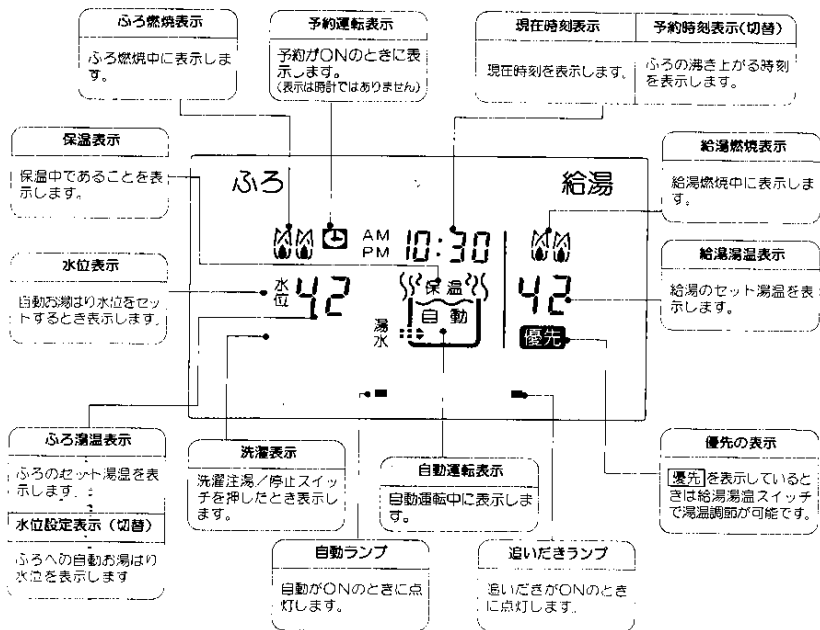 ふろ燃焼表示
ふろ燃焼中に表示しま
す。
予約運転表示
予約がONのときに表
示します。
(表示は時計ではありません)
現在時刻表示
現在時刻を表示します。
予約時刻表示(切替)
ふろの沸き上がる時刻
を表示します。
保温表示
保温中であることを表
示します。
給湯燃焼表示
給湯燃焼中に表示しま
す。
水位表示
自動お湯はり水位をセッ
トするとき表示します。
給湯湯温表示
給湯のセット湯温を表
示します。
ふろ
給湯
AM
PM
10:30
水位
42
保温
自動
湯
水
42
優先
ふろ湯温表示
ふろのセット湯温を表
示します。
水位設定表示(切替)
ふろへの自動お湯はり
水位を表示します
洗濯表示
洗濯注湯/停止スイッ
チを押したとき表示し
ます。
自動運転表示
自動運転中に表示しま
す。
優先の表示
優先を表示していると
きは給湯湯温スイッチ
で湯温調節が可能です。
自動ランプ
自動がONのときに点
灯します。
追いだきランプ
追いだきがONのとき
に点灯します。